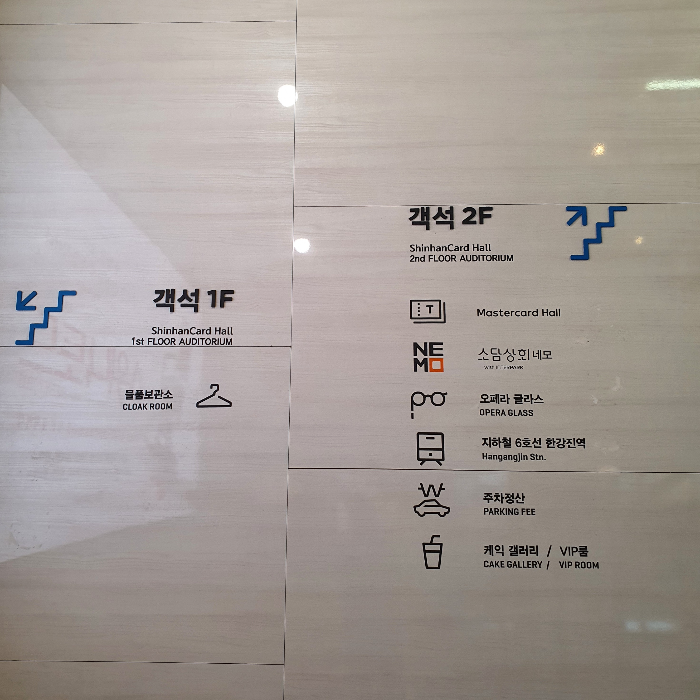 객석 1F
ShinhanCard Hall
1st FLOOR AUDITORIUM
물품보관소
CLOAK ROOM
객석 2F
ShinhanCard Hall
2nd FLOOR AUDITORIUM
T
Mastercard Hall
NE
MO
소담상회 네모
오페라 글라스
OPERA GLASS
지하철 6호선 한강진역
Hangangjin Stn.
W
주차정산
PARKING FEE
케익 갤러리 / VIP룸
CAKE GALLERY / VIP ROOM